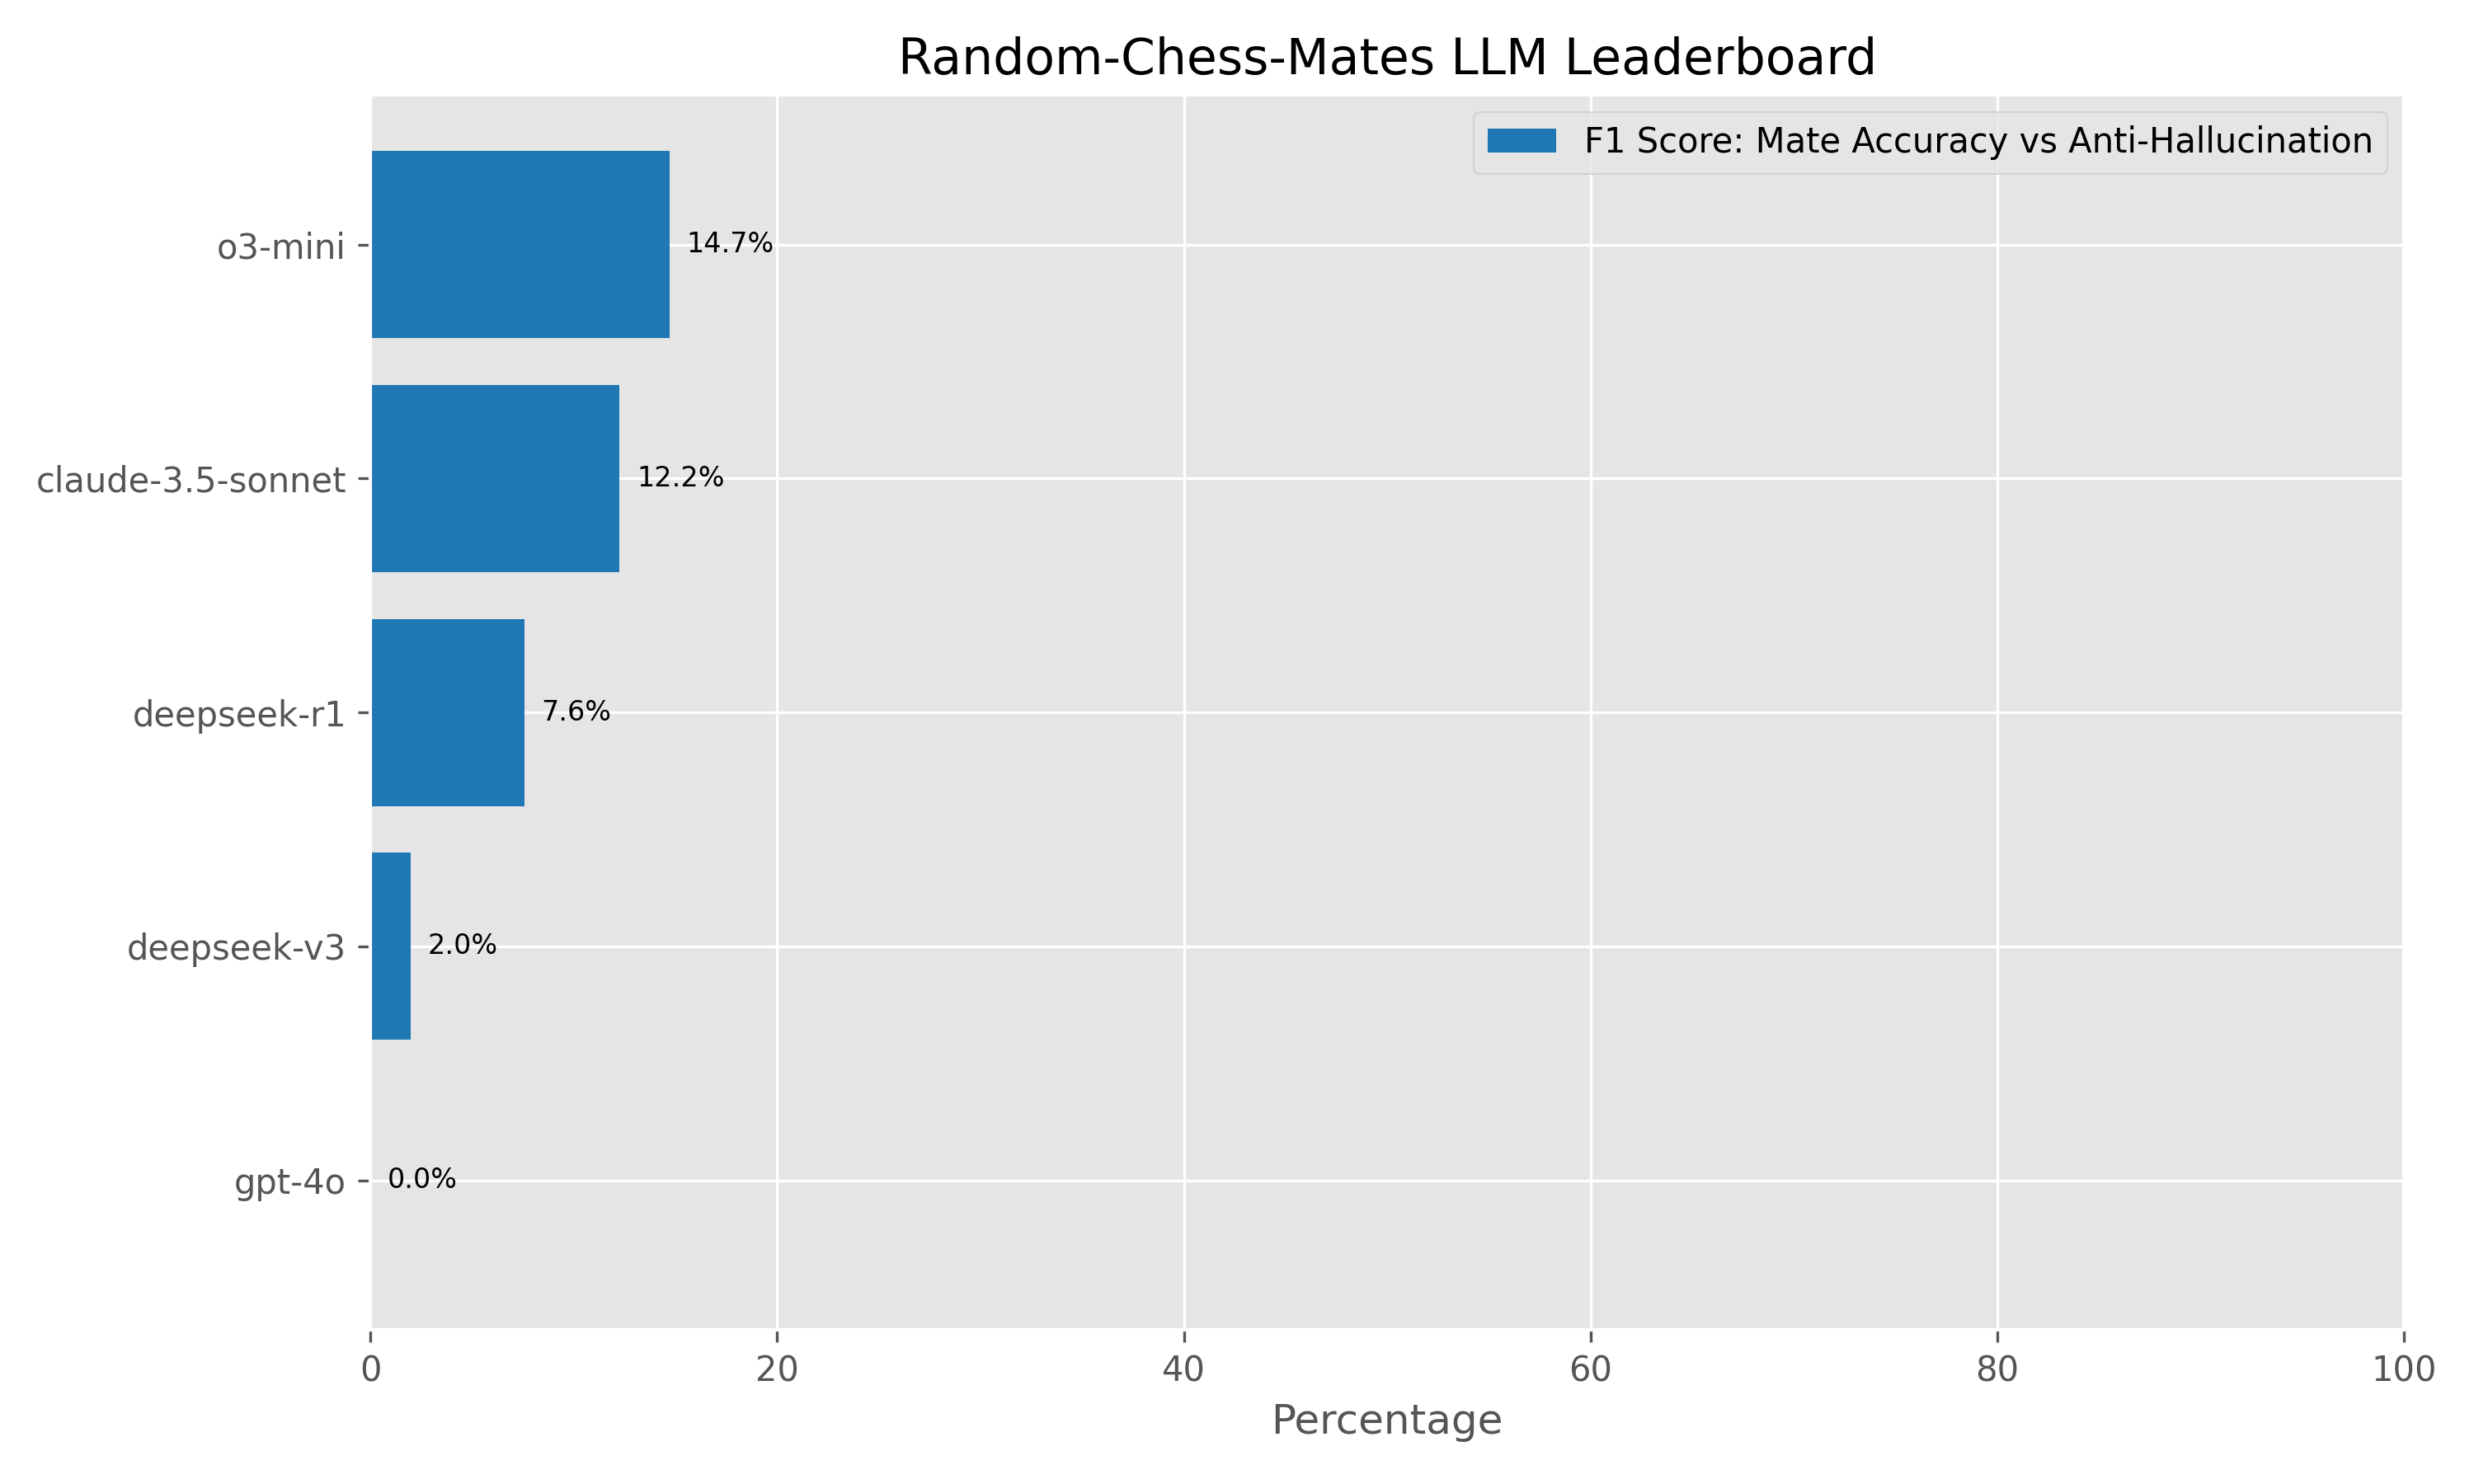 Random-Chess-Mates LLM Leaderboard
F1 Score: Mate Accuracy vs Anti-Hallucination
o3-mini
14.7%
claude-3.5-sonnet
12.2%
deepseek-r1
7.6%
deepseek-v3
2.0%
gpt-4o
0.0%
0 20 40 60 80 100
Percentage